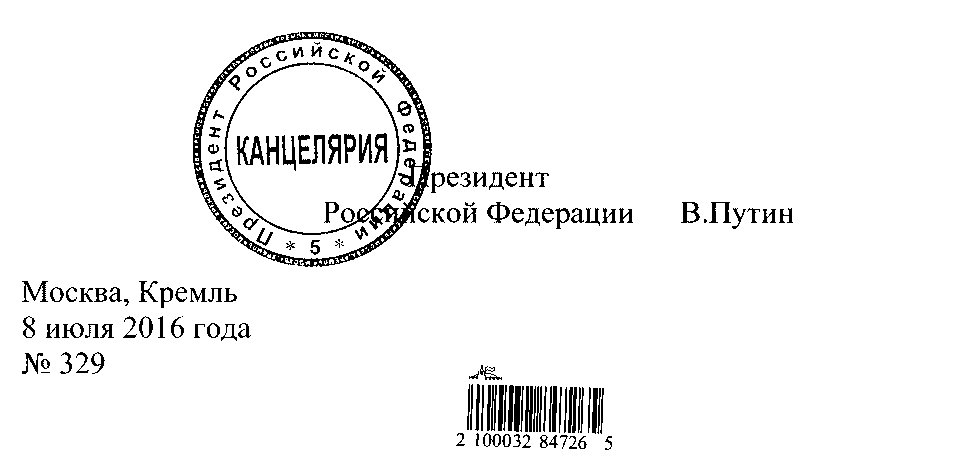 Президент Российской Федерации * 5 *
КАНЦЕЛЯРИЯ
Президент
Российской Федерации В.Путин
Москва, Кремль
8 июля 2016 года
№ 329
2 100032 84726 5